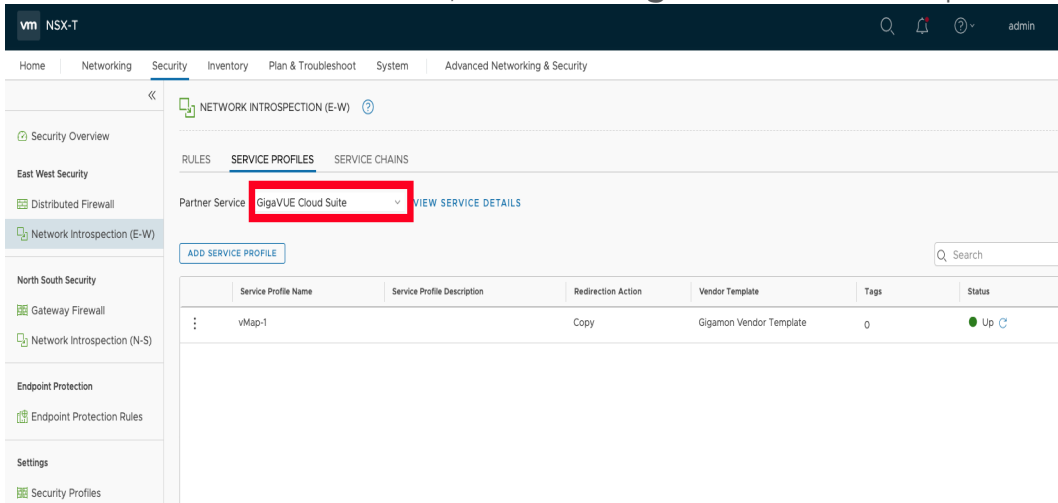 vm NSX-T
admin
Home Networking Security Inventory Plan & Troubleshoot System Advanced Networking & Security
«
NETWORK INTROSPECTION (E-W) ?
Security Overview
East West Security
Distributed Firewall
Network Introspection (E-W)
North South Security
Gateway Firewall
Network Introspection (N-S)
Endpoint Protection
Endpoint Protection Rules
Settings
Security Profiles
RULES SERVICE PROFILES SERVICE CHAINS
Partner Service GigaVUE Cloud Suite VIEW SERVICE DETAILS
ADD SERVICE PROFILE
Search
Service Profile Name Service Profile Description Redirection Action Vendor Template Tags Status
vMap-1 Copy Gigamon Vendor Template 0 Up